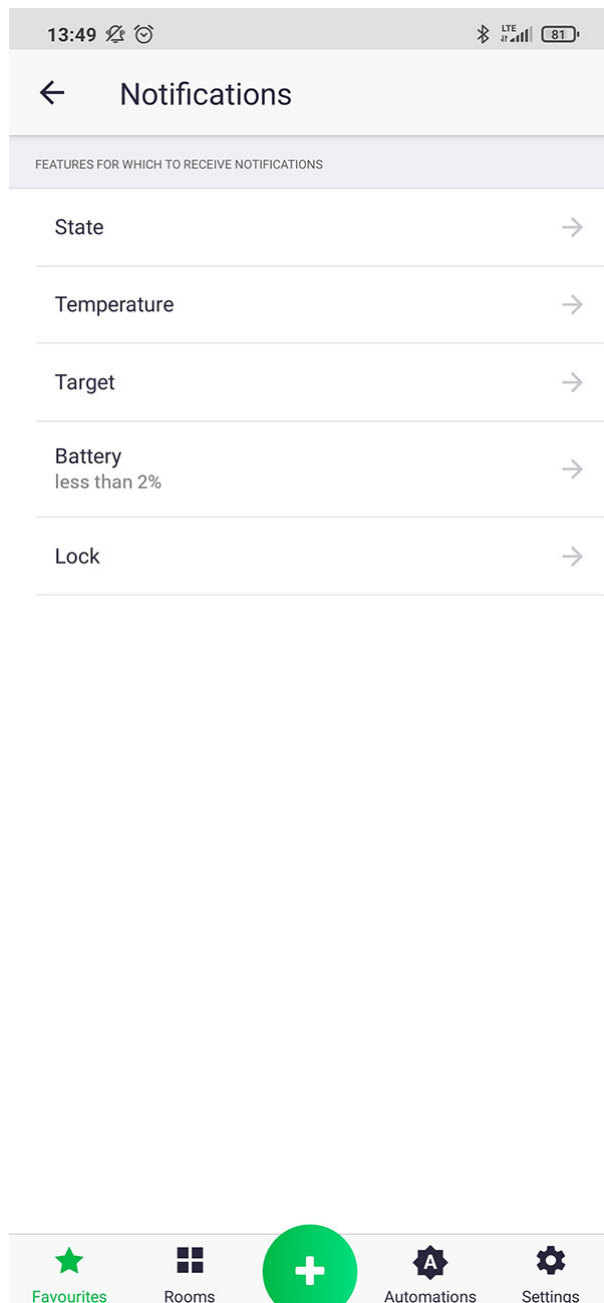 13:49 LTE 81
Notifications
FEATURES FOR WHICH TO RECEIVE NOTIFICATIONS
State
Temperature
Target
Battery
less than 2%
Lock
A
Favourites Rooms Automations Settings